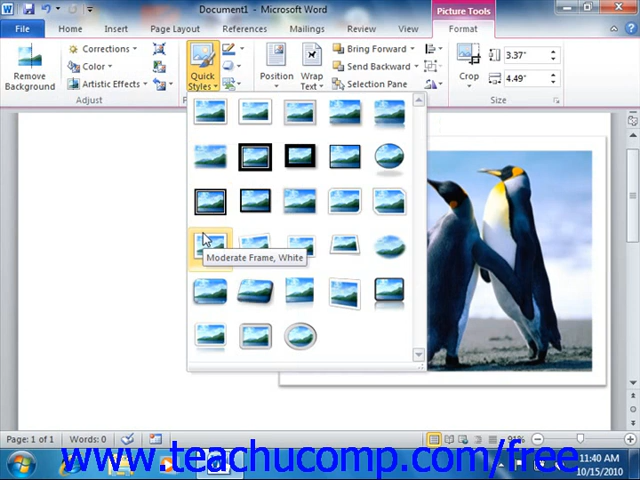 Document1 - Microsoft Word
Picture Tools
File Home Insert Page Layout References Mailings Review View Format
Remove Background
Corrections
Color
Artistic Effects
Adjust
Quick Styles
Position
Wrap Text
Bring Forward
Send Backward
Selection Pane
Crop
3.37"
4.49"
Size
Moderate Frame, White
Page: 1 of 1 Words: 0 91%
www.teachucomp.com/free
11:40 AM
10/15/2010